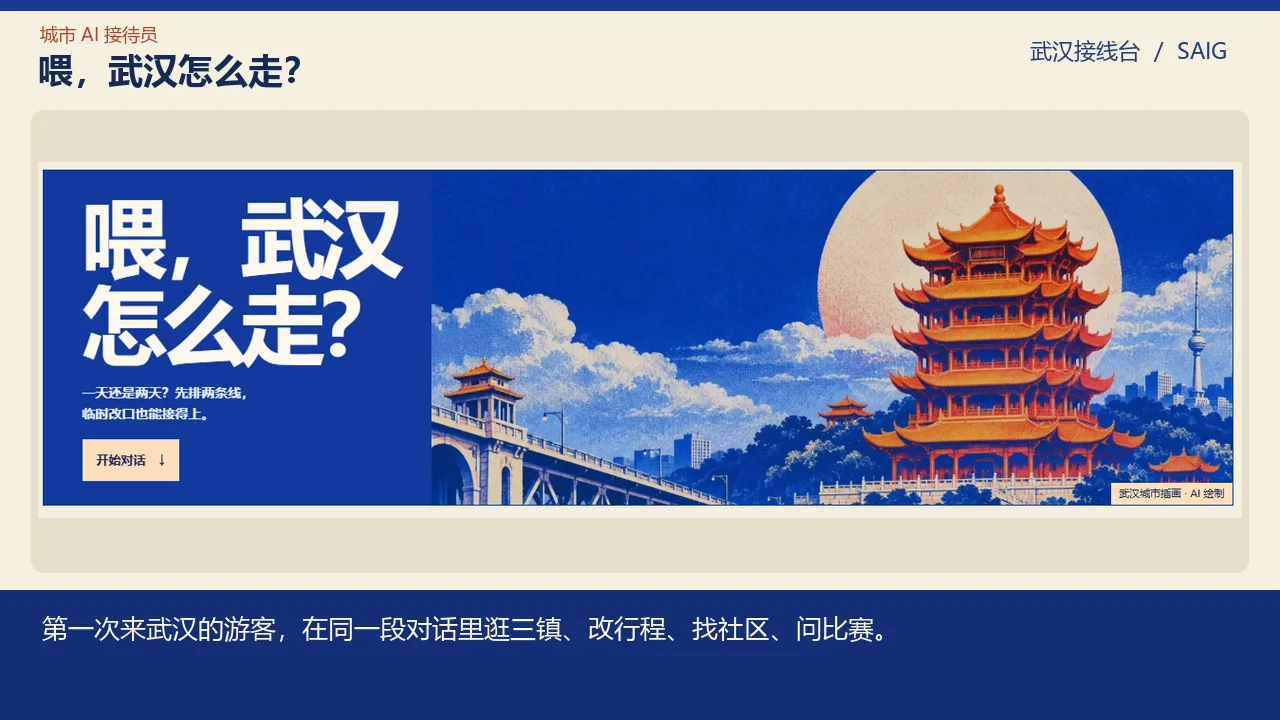 城市 AI 接待员
喂，武汉怎么走？
武汉接线台 / SAIG
喂，武汉
怎么走？
一天还是两天？先排两条线，
临时改口也能接得上。
开始对话 ↓
武汉城市插画 · AI 绘制
第一次来武汉的游客，在同一段对话里逛三镇、改行程、找社区、问比赛。